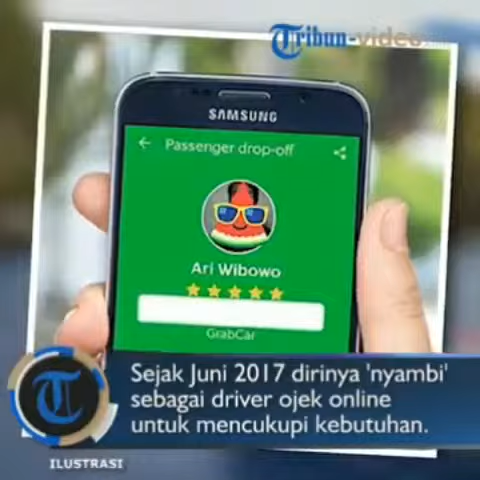 Tribun-video.com
SAMSUNG
Passenger drop-off
Ari Wibowo
GrabCar
Sejak Juni 2017 dirinya 'nyambi'
sebagai driver ojek online
untuk mencukupi kebutuhan.
ILUSTRASI